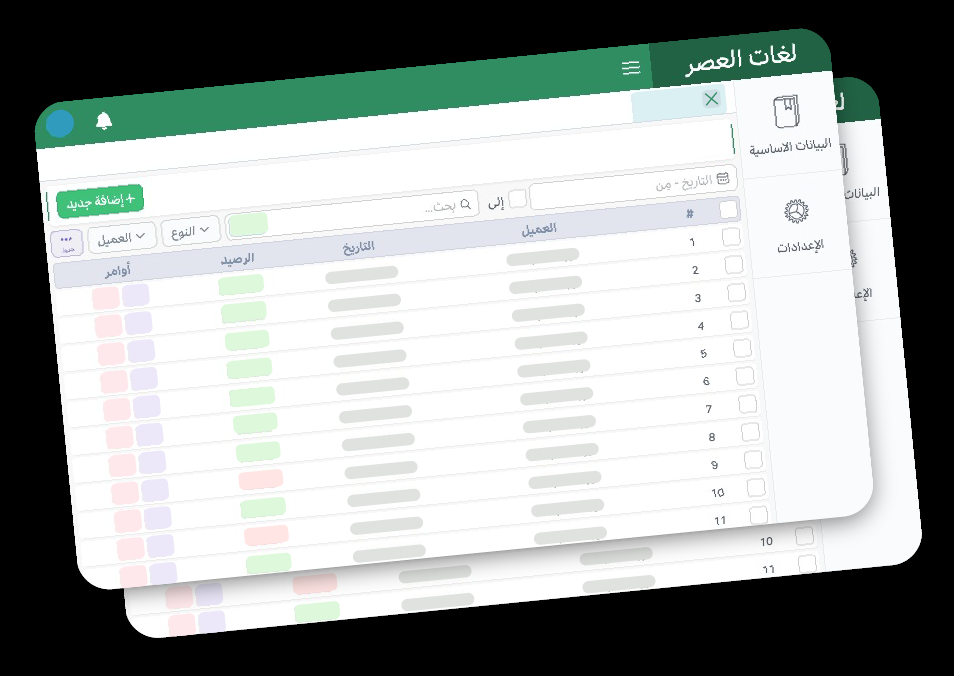 لغات العصر
البيانات الاساسية
الإعدادات
+ إضافة جديد
التاريخ - من
إلى
بحث...
النوع
العميل
#
العميل
التاريخ
الرصيد
أوامر
1
2
3
4
5
6
7
8
9
10
11
البيانات
10
11